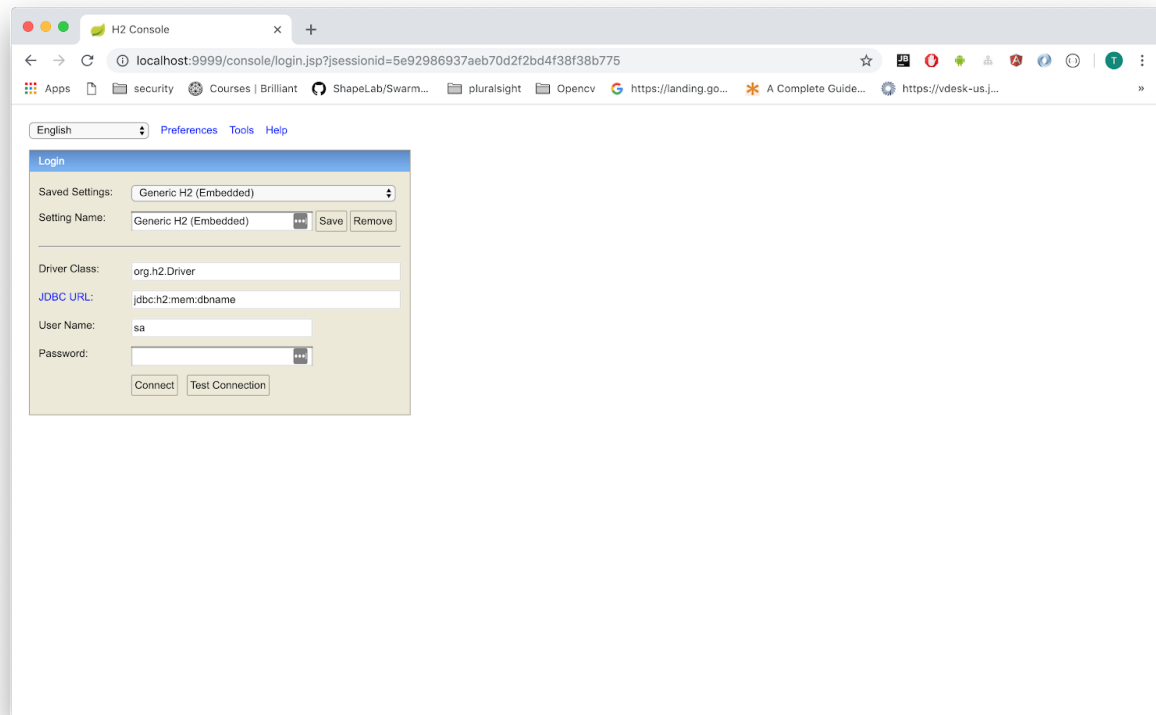 H2 Console
localhost:9999/console/login.jsp?jsessionid=5e92986937aeb70d2f2bd4f38f38b775
JB
T
Apps security Courses | Brilliant ShapeLab/Swarm... pluralsight Opencv https://landing.go... A Complete Guide... https://vdesk-us.j... »
English Preferences Tools Help
Login
Saved Settings: Generic H2 (Embedded)
Setting Name: Generic H2 (Embedded) Save Remove
Driver Class: org.h2.Driver
JDBC URL: jdbc:h2:mem:dbname
User Name: sa
Password:
Connect Test Connection